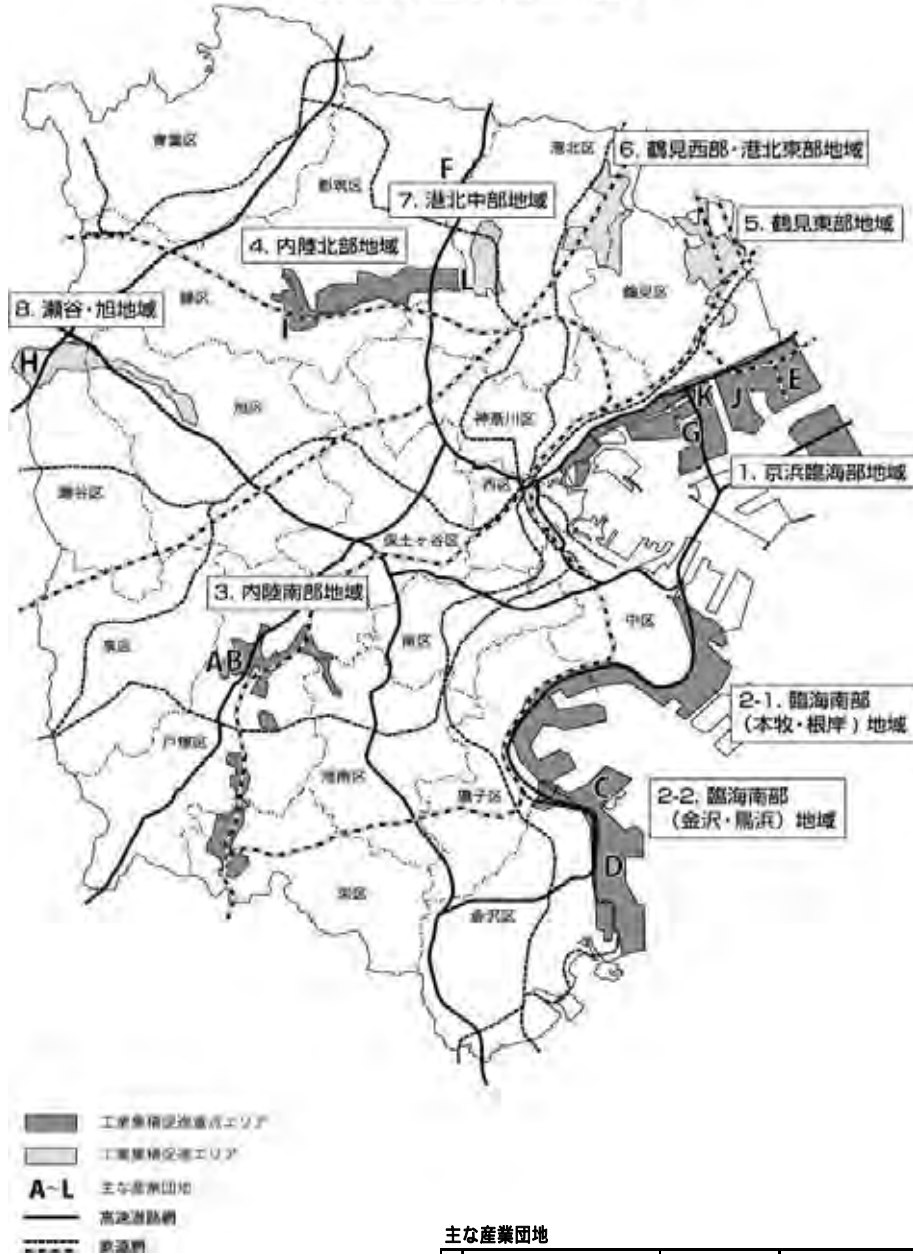 青葉区
港北区
6. 鶴見西部・港北東部地域
F
都筑区
7. 港北中部地域
5. 鶴見東部地域
4. 内陸北部地域
緑区
L
鶴見区
8. 瀬谷・旭地域
I
H
旭区
E
K
J
神奈川区
G
西区
1. 京浜臨海部地域
瀬谷区
保土ヶ谷区
3. 内陸南部地域
中区
南区
泉区
AB
2-1. 臨海南部
(本牧・根岸) 地域
戸塚区
港南区
磯子区
C
2-2. 臨海南部
(金沢・鳥浜) 地域
D
栄区
金沢区
工業集積促進重点エリア
工業集積促進エリア
A~L 主な産業団地
高速道路網
鉄道網
主な産業団地